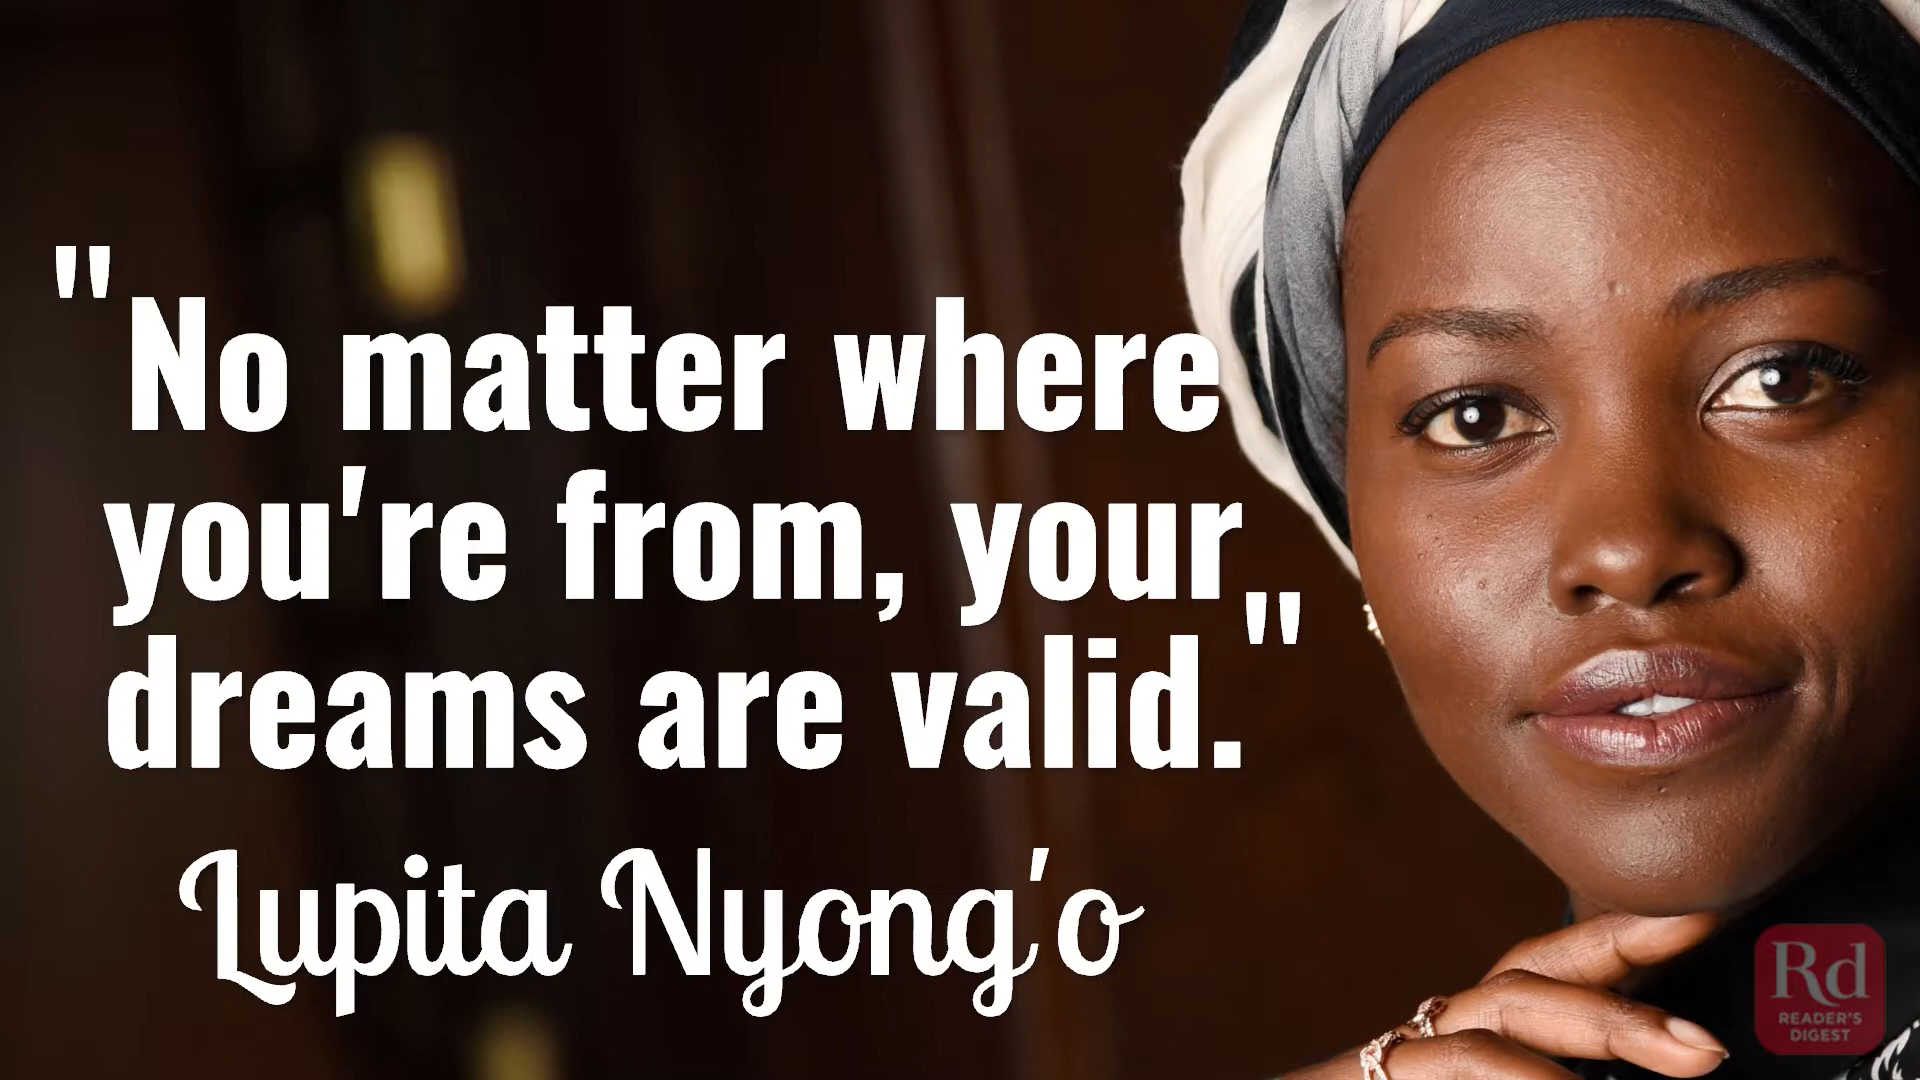 "No matter where
you're from, your
dreams are valid."
Lupita Nyong'o
Rd
READER'S
DIGEST